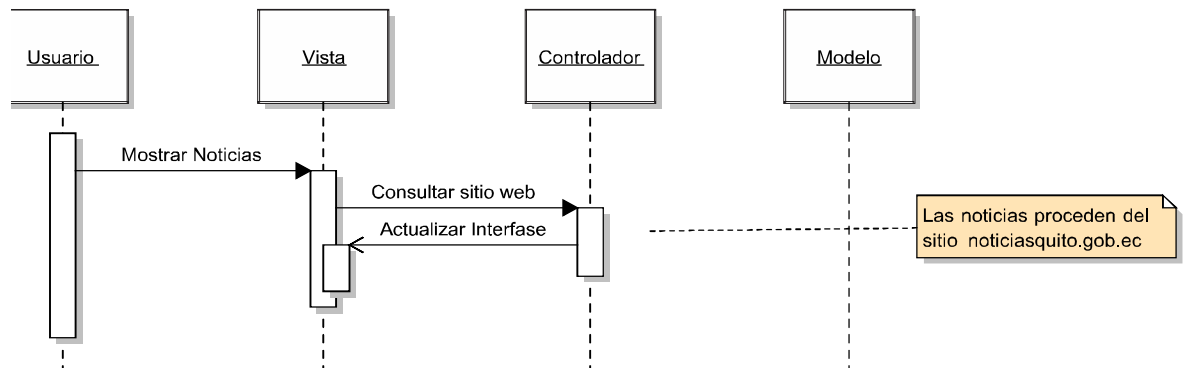 Usuario
Vista
Controlador
Modelo
Mostrar Noticias
Consultar sitio web
Actualizar Interfase
Las noticias proceden del
sitio noticiasquito.gob.ec